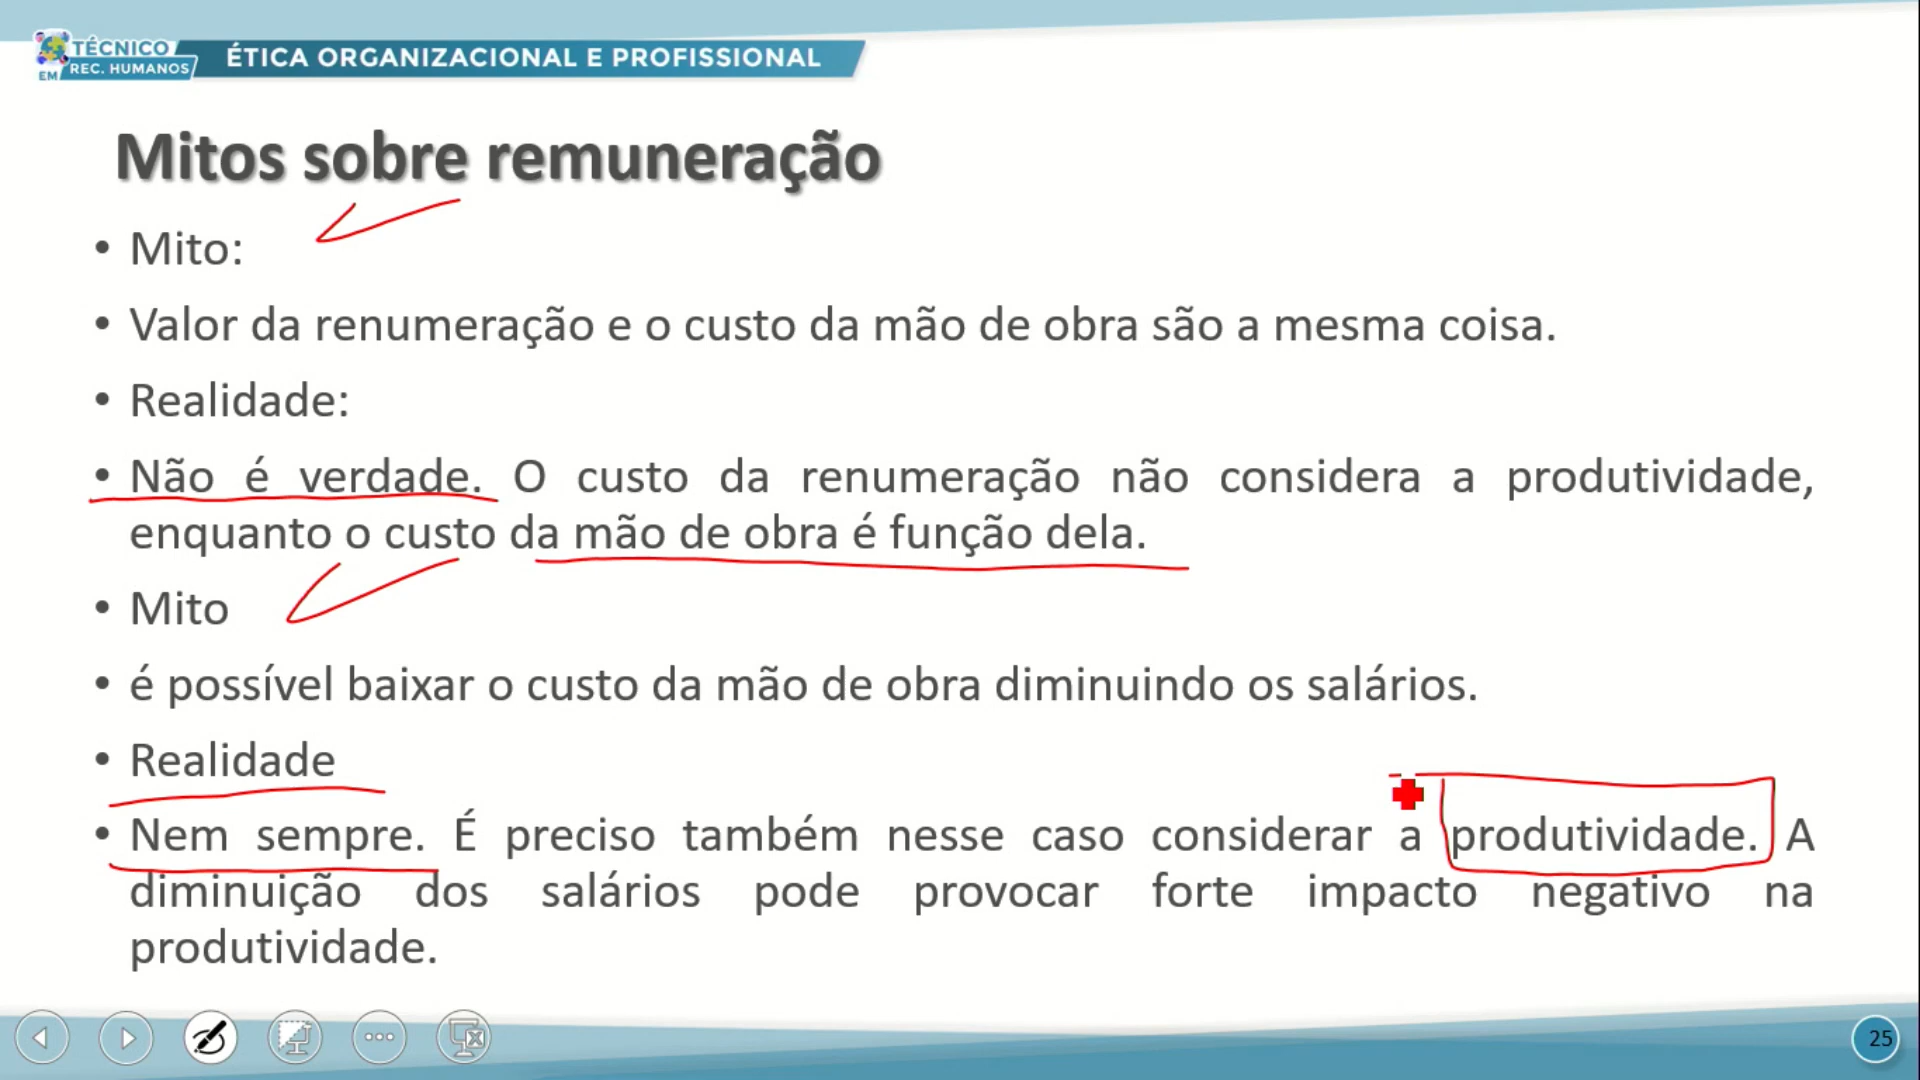 TÉCNICO
EM REC. HUMANOS
ÉTICA ORGANIZACIONAL E PROFISSIONAL
Mitos sobre remuneração
• Mito:
• Valor da renumeração e o custo da mão de obra são a mesma coisa.
• Realidade:
• Não é verdade. O custo da renumeração não considera a produtividade,
enquanto o custo da mão de obra é função dela.
• Mito
• é possível baixar o custo da mão de obra diminuindo os salários.
• Realidade
• Nem sempre. É preciso também nesse caso considerar a produtividade. A
diminuição dos salários pode provocar forte impacto negativo na
produtividade.
25